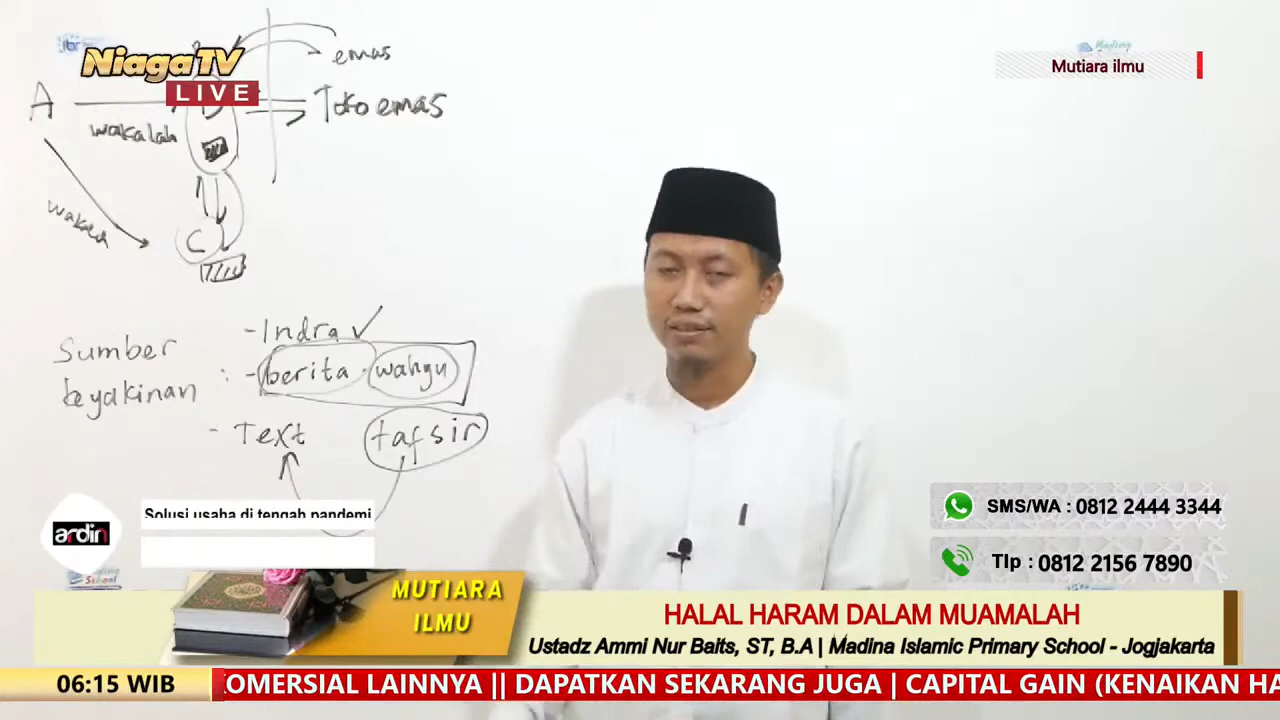 NiagaTV
LIVE
Mutiara ilmu
emas
A
Toko emas
wakalah
C
- Indra ✓
Sumber keyakinan :
- berita - wahyu
- Text tafsir
Solusi usaha di tengah pandemi
ardin
School
SMS/WA : 0812 2444 3344
Tlp : 0812 2156 7890
MUTIARA
ILMU
HALAL HARAM DALAM MUAMALAH
Ustadz Ammi Nur Baits, ST, B.A | Madina Islamic Primary School - Jogjakarta
06:15 WIB
OMERSIAL LAINNYA || DAPATKAN SEKARANG JUGA | CAPITAL GAIN (KENAIKAN HA